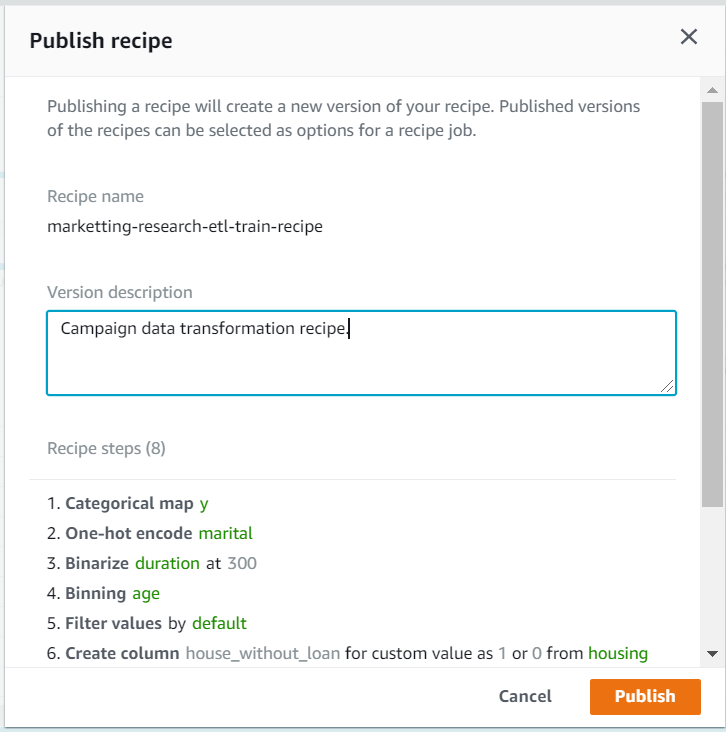 Publish recipe
Publishing a recipe will create a new version of your recipe. Published versions
of the recipes can be selected as options for a recipe job.
Recipe name
marketting-research-etl-train-recipe
Version description
Campaign data transformation recipe.
Recipe steps (8)
1. Categorical map y
2. One-hot encode marital
3. Binarize duration at 300
4. Binning age
5. Filter values by default
6. Create column house_without_loan for custom value as 1 or 0 from housing
Cancel Publish